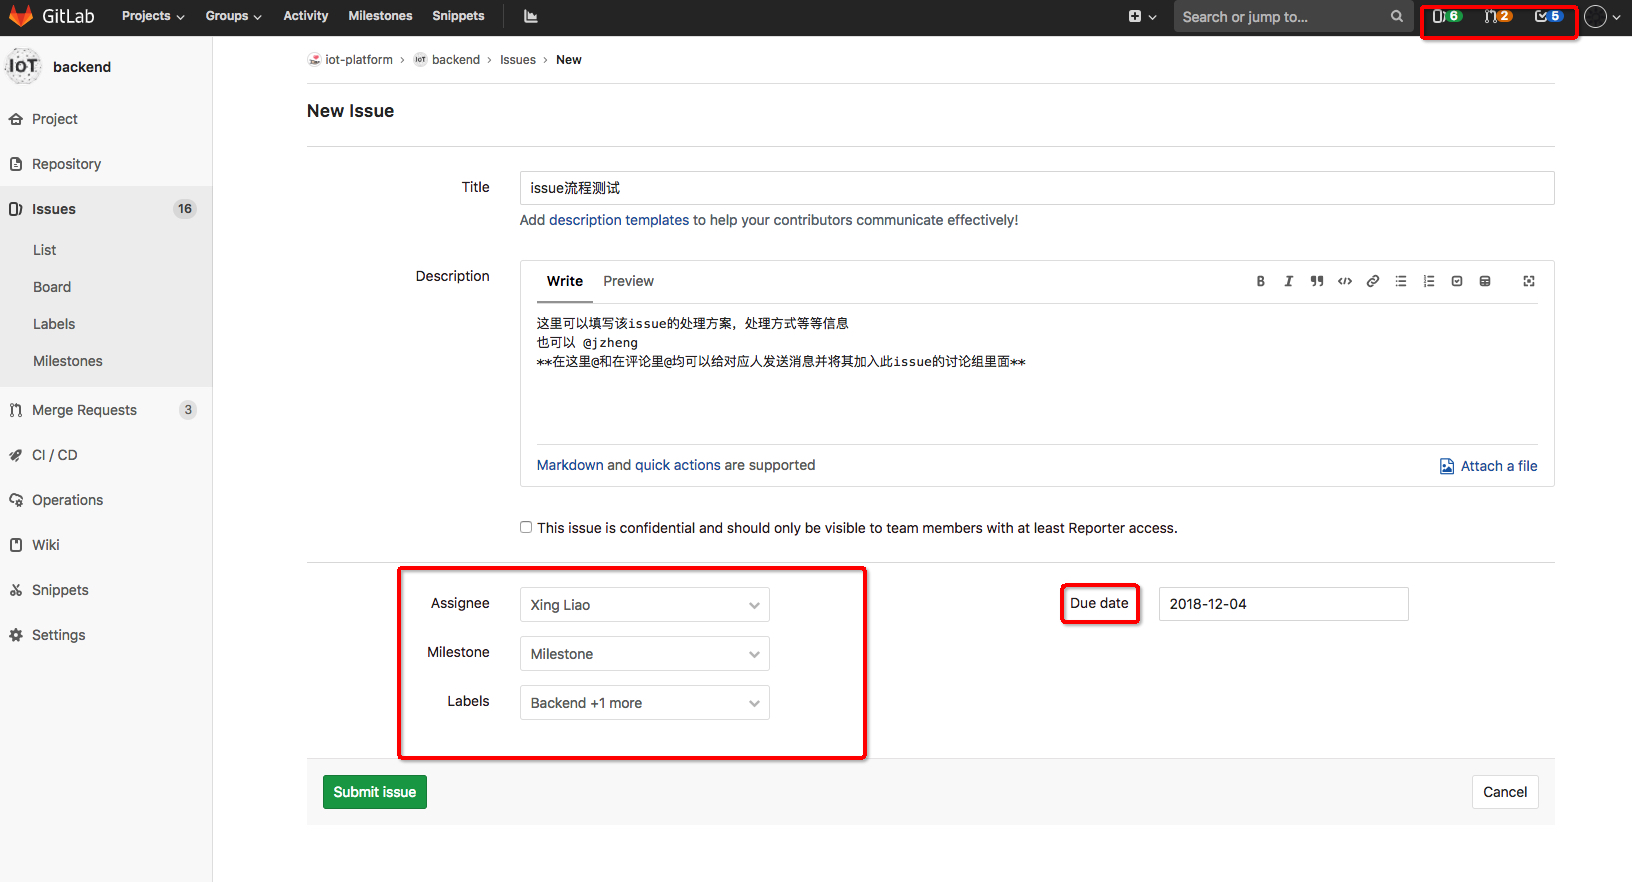 GitLab Projects Groups Activity Milestones Snippets Search or jump to... 6 2 5
IoT backend
iot-platform › IoT backend › Issues › New
New Issue
Project
Repository
Issues 16
List
Board
Labels
Milestones
Merge Requests 3
CI / CD
Operations
Wiki
Snippets
Settings
Title issue流程测试
Add description templates to help your contributors communicate effectively!
Description
Write Preview
这里可以填写该issue的处理方案，处理方式等等信息
也可以 @jzheng
**在这里@和在评论里@均可以给对应人发送消息并将其加入此issue的讨论组里面**
Markdown and quick actions are supported Attach a file
This issue is confidential and should only be visible to team members with at least Reporter access.
Assignee Xing Liao Due date 2018-12-04
Milestone Milestone
Labels Backend +1 more
Submit issue Cancel